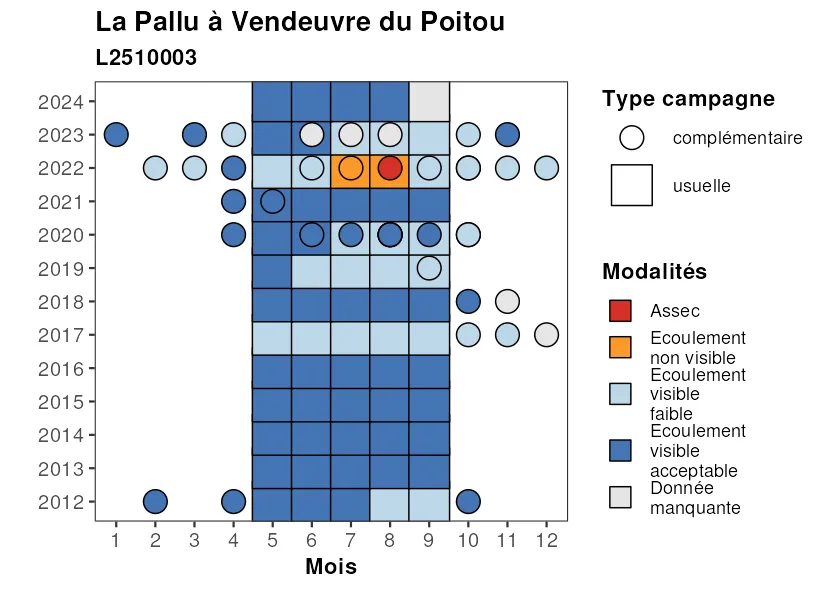 La Pallu à Vendeuvre du Poitou
L2510003
2024
2023
2022
2021
2020
2019
2018
2017
2016
2015
2014
2013
2012
1 2 3 4 5 6 7 8 9 10 11 12
Mois
Type campagne
complémentaire
usuelle
Modalités
Assec
Ecoulement
non visible
Ecoulement
visible
faible
Ecoulement
visible
acceptable
Donnée
manquante